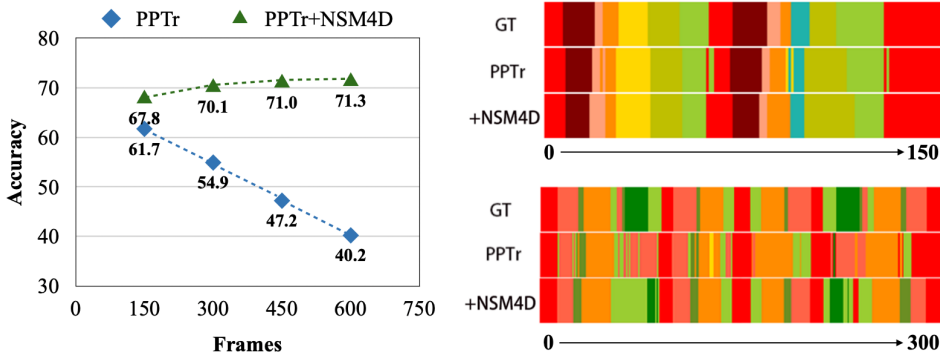 PPTr PPTr+NSM4D
80
70
60
50
40
30
67.8
70.1
71.0
71.3
61.7
54.9
47.2
40.2
0 150 300 450 600 750
Accuracy
Frames
GT
PPTr
+NSM4D
0 150
GT
PPTr
+NSM4D
0 300